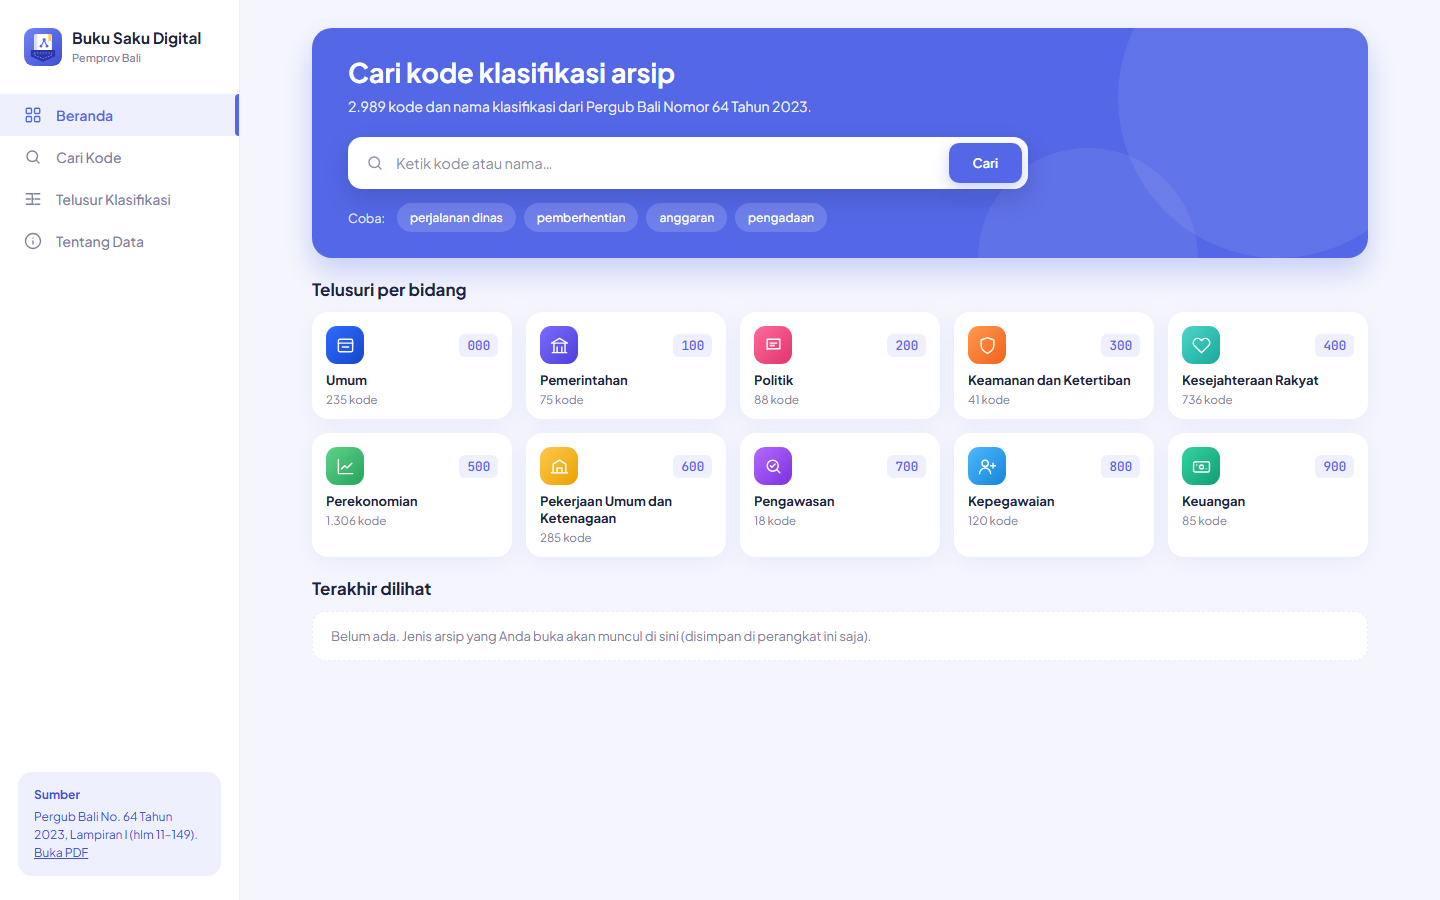 Buku Saku Digital
Pemprov Bali
Beranda
Cari Kode
Telusur Klasifikasi
Tentang Data
Sumber
Pergub Bali No. 64 Tahun
2023, Lampiran I (hlm 11–149).
Buka PDF
Cari kode klasifikasi arsip
2.989 kode dan nama klasifikasi dari Pergub Bali Nomor 64 Tahun 2023.
Ketik kode atau nama…
Cari
Coba: perjalanan dinas pemberhentian anggaran pengadaan
Telusuri per bidang
000
Umum
235 kode
100
Pemerintahan
75 kode
200
Politik
88 kode
300
Keamanan dan Ketertiban
41 kode
400
Kesejahteraan Rakyat
736 kode
500
Perekonomian
1.306 kode
600
Pekerjaan Umum dan
Ketenagaan
285 kode
700
Pengawasan
18 kode
800
Kepegawaian
120 kode
900
Keuangan
85 kode
Terakhir dilihat
Belum ada. Jenis arsip yang Anda buka akan muncul di sini (disimpan di perangkat ini saja).